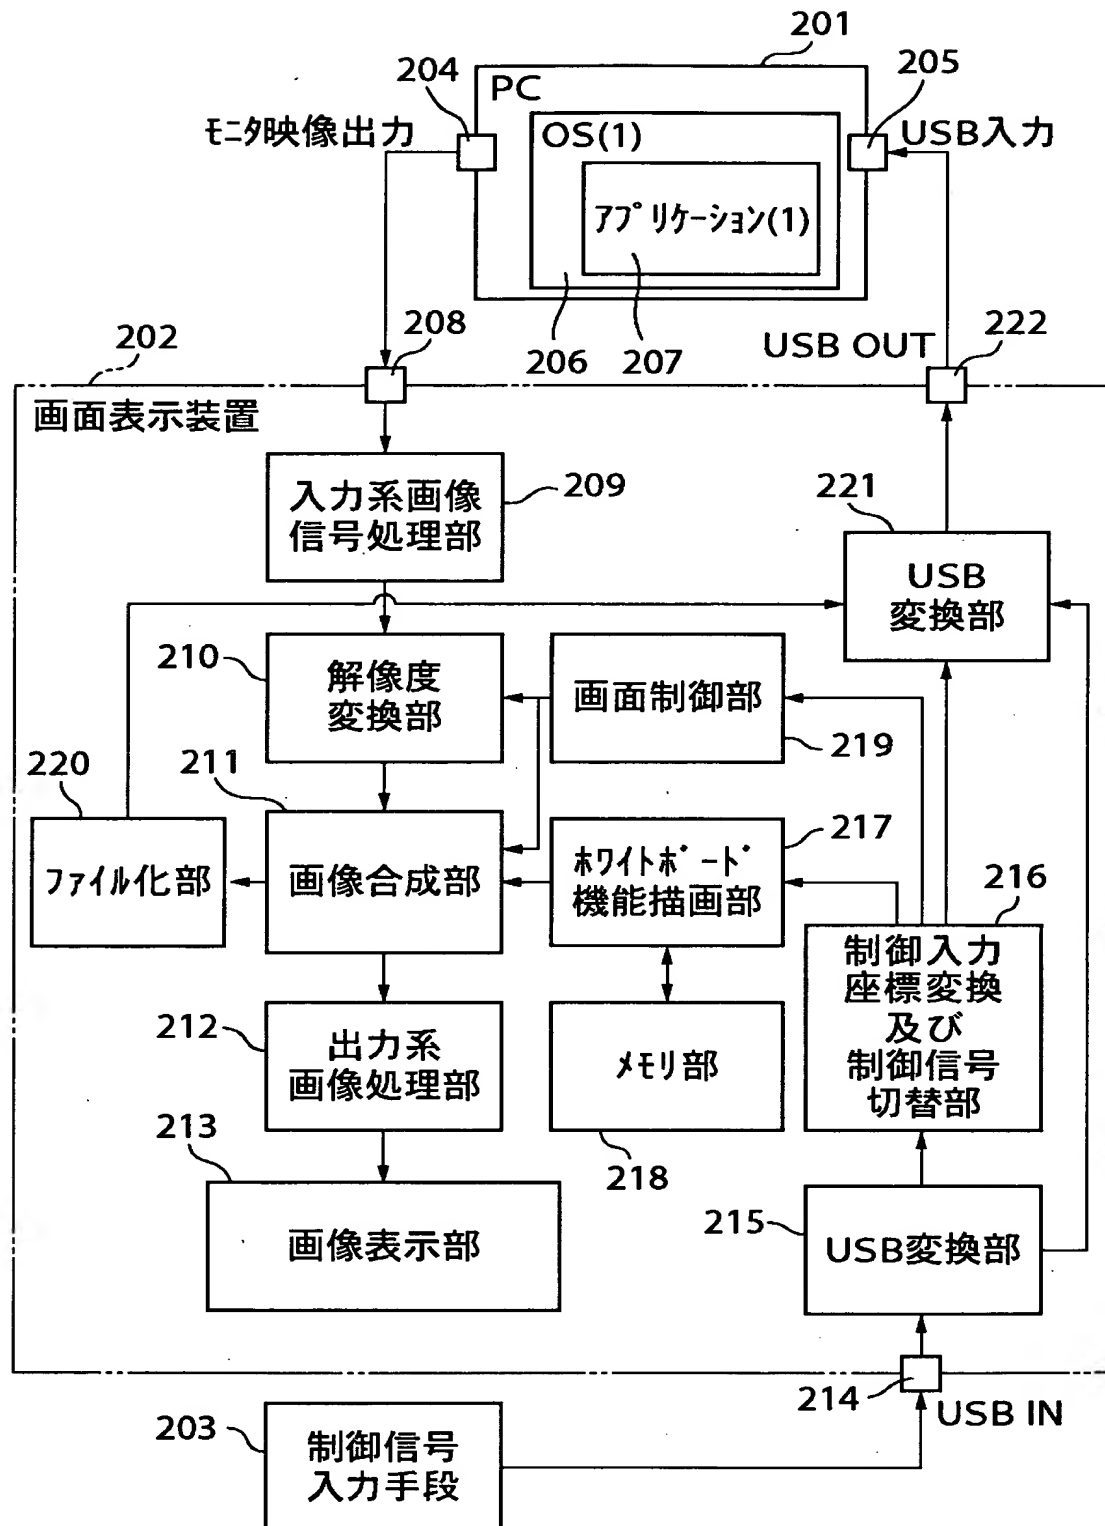 201
204
PC
205
モニタ映像出力
OS(1)
USB入力
アプリケーション(1)
202
208
206
207
USB OUT
222
画面表示装置
入力系画像
信号処理部
209
221
USB
変換部
210
解像度
変換部
画面制御部
219
220
211
217
ファイル化部
画像合成部
ホワイトボード
機能描画部
216
制御入力
座標変換
及び
制御信号
切替部
212
出力系
画像処理部
メモリ部
213
218
画像表示部
215
USB変換部
214
USB IN
203
制御信号
入力手段